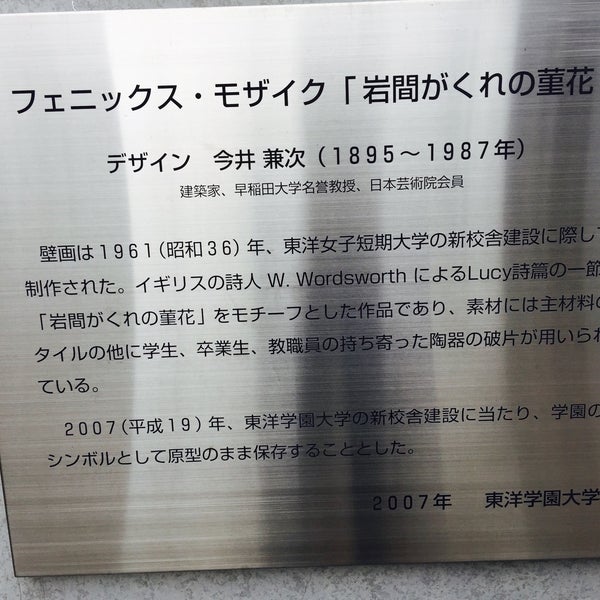 フェニックス・モザイク「岩間がくれの菫花
デザイン 今井 兼次（1895～1987年）
建築家、早稲田大学名誉教授、日本芸術院会員
壁画は1961（昭和36）年、東洋女子短期大学の新校舎建設に際して
制作された。イギリスの詩人 W. Wordsworth によるLucy詩篇の一節
「岩間がくれの菫花」をモチーフとした作品であり、素材には主材料の
タイルの他に学生、卒業生、教職員の持ち寄った陶器の破片が用いられ
ている。
2007（平成19）年、東洋学園大学の新校舎建設に当たり、学園の
シンボルとして原型のまま保存することとした。
2007年 東洋学園大学